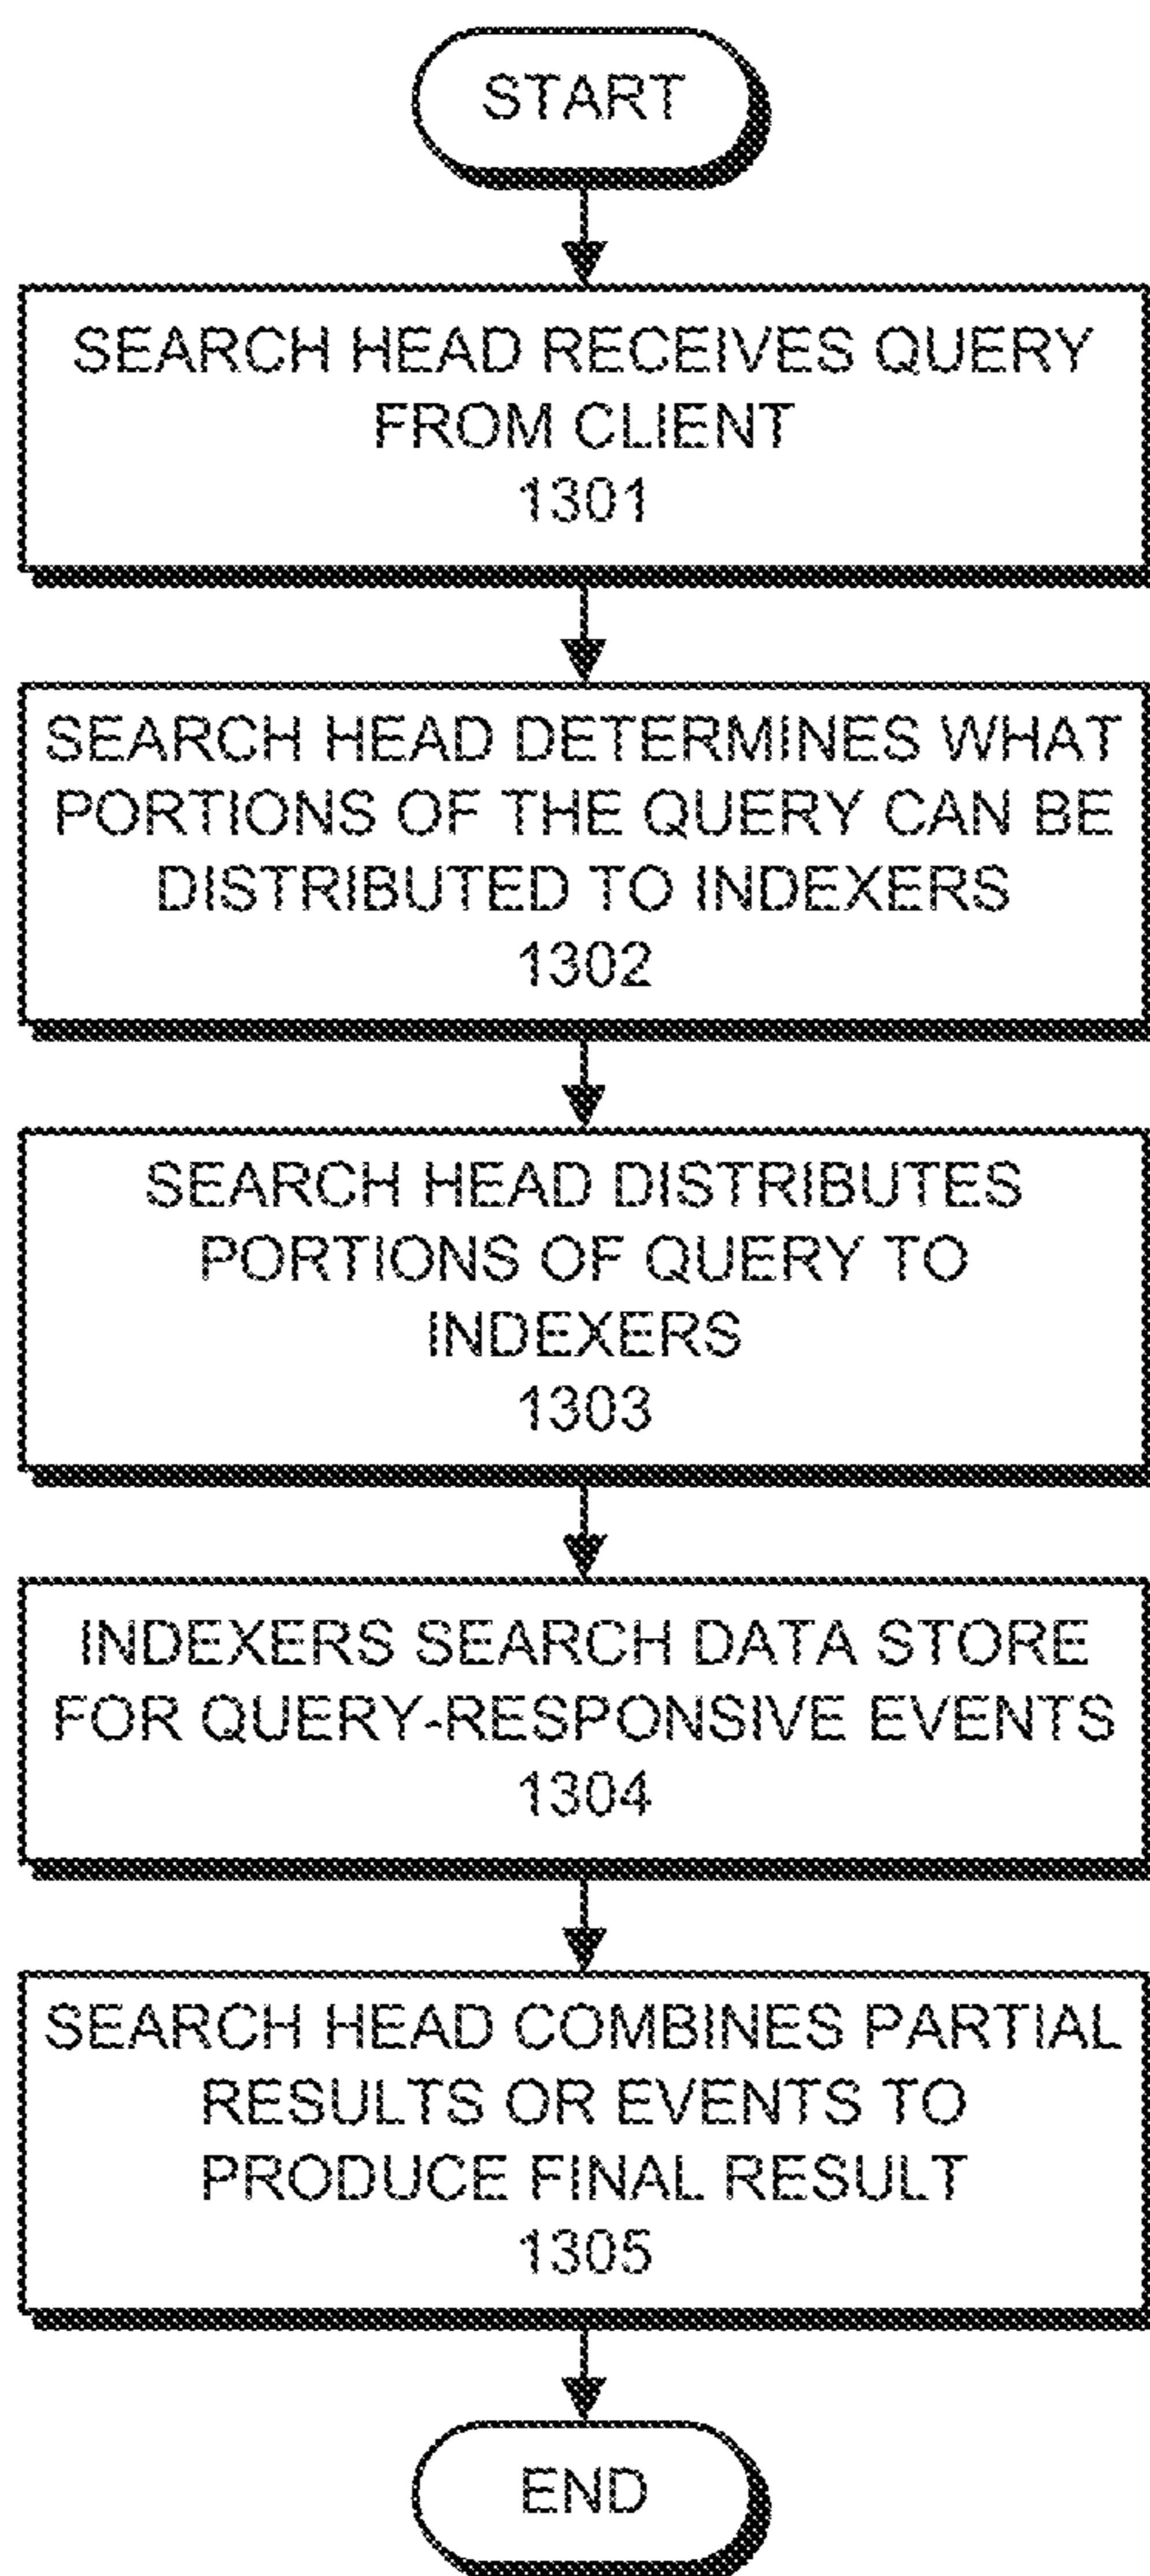 START
SEARCH HEAD RECEIVES QUERY
FROM CLIENT
1301
SEARCH HEAD DETERMINES WHAT
PORTIONS OF THE QUERY CAN BE
DISTRIBUTED TO INDEXERS
1302
SEARCH HEAD DISTRIBUTES
PORTIONS OF QUERY TO
INDEXERS
1303
INDEXERS SEARCH DATA STORE
FOR QUERY-RESPONSIVE EVENTS
1304
SEARCH HEAD COMBINES PARTIAL
RESULTS OR EVENTS TO
PRODUCE FINAL RESULT
1305
END